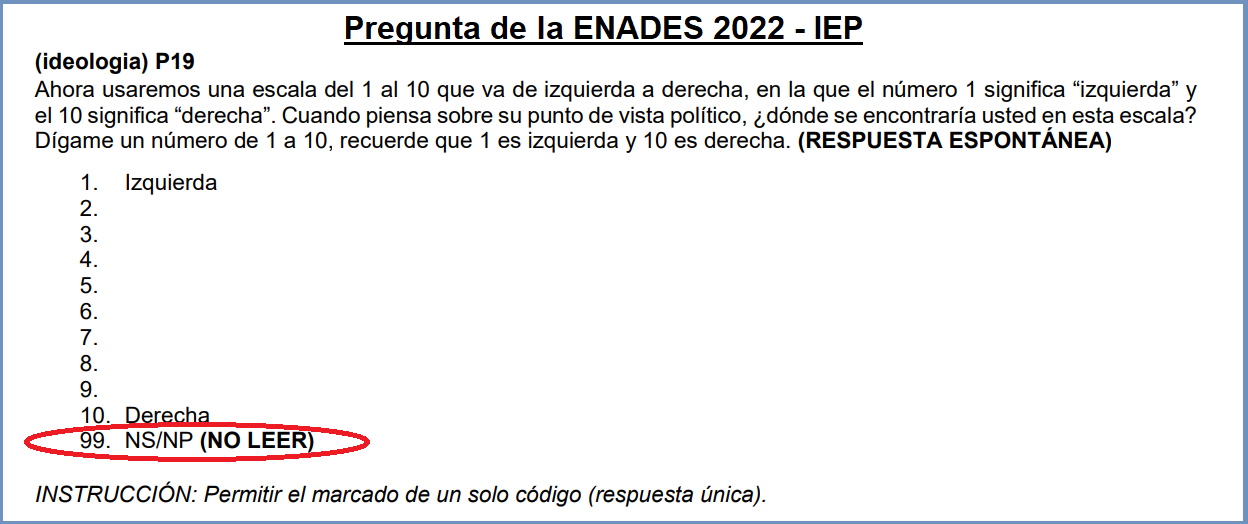 Pregunta de la ENADES 2022 - IEP
(ideologia) P19
Ahora usaremos una escala del 1 al 10 que va de izquierda a derecha, en la que el número 1 significa “izquierda” y
el 10 significa “derecha”. Cuando piensa sobre su punto de vista político, ¿dónde se encontraría usted en esta escala?
Dígame un número de 1 a 10, recuerde que 1 es izquierda y 10 es derecha. (RESPUESTA ESPONTÁNEA)
1. Izquierda
2.
3.
4.
5.
6.
7.
8.
9.
10. Derecha
99. NS/NP (NO LEER)
INSTRUCCIÓN: Permitir el marcado de un solo código (respuesta única).